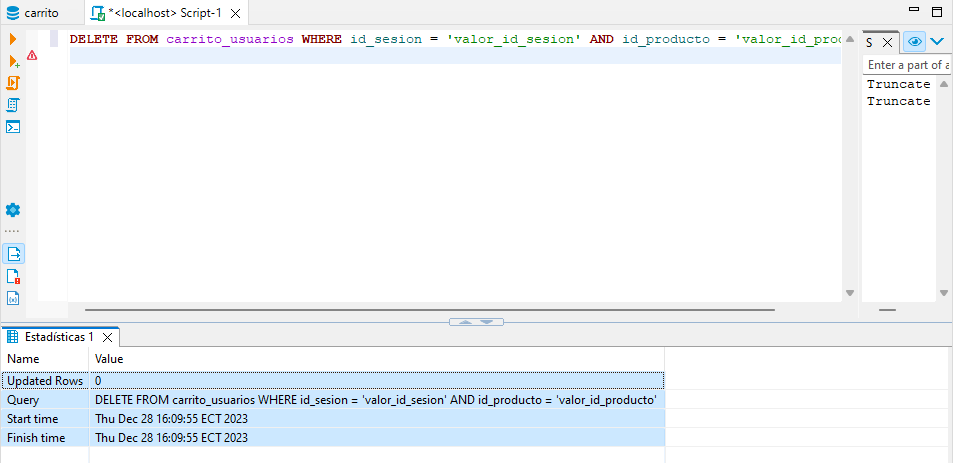 carrito
*<localhost> Script-1
DELETE FROM carrito_usuarios WHERE id_sesion = 'valor_id_sesion' AND id_producto = 'valor_id_pro
S
Enter a part of a
Truncate
Truncate
Estadísticas 1
Name Value
Updated Rows 0
Query DELETE FROM carrito_usuarios WHERE id_sesion = 'valor_id_sesion' AND id_producto = 'valor_id_producto'
Start time Thu Dec 28 16:09:55 ECT 2023
Finish time Thu Dec 28 16:09:55 ECT 2023